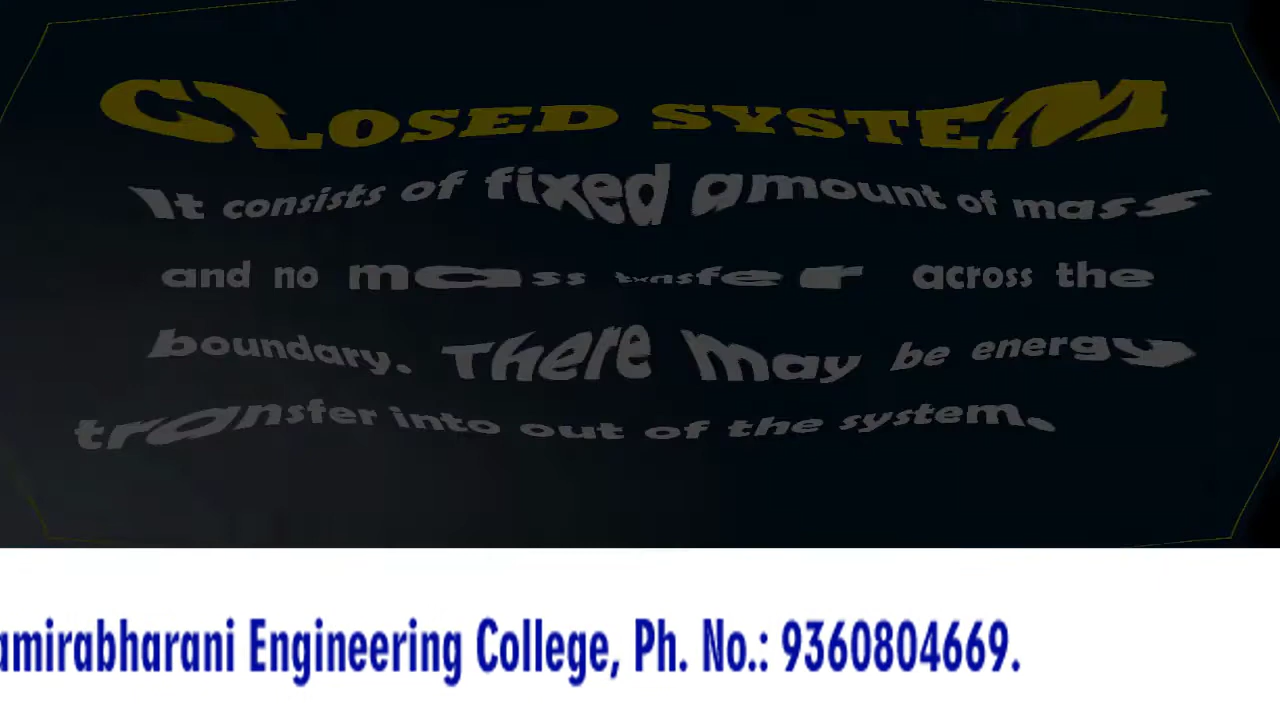 CLOSED SYSTEM
It consists of fixed amount of mass
and no mass transfer across the
boundary. There may be energy
transfer into out of the system.
amirabharani Engineering College, Ph. No.: 9360804669.